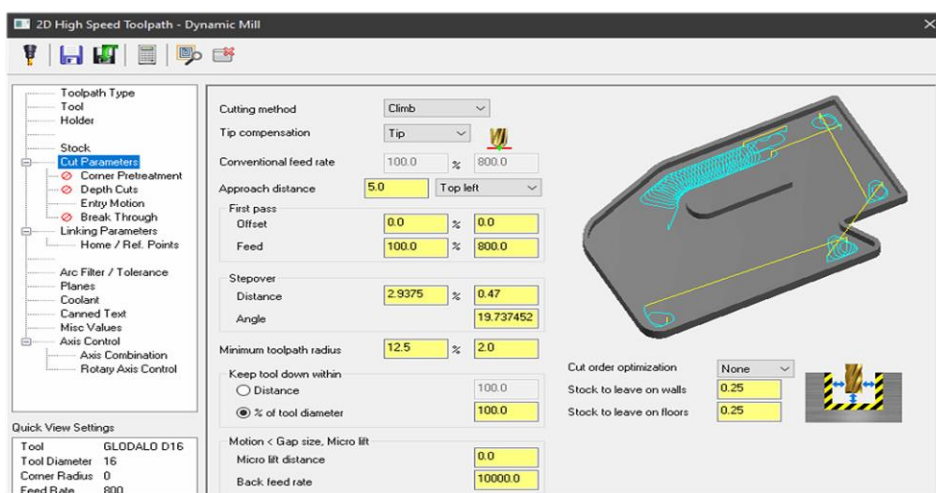 2D High Speed Toolpath - Dynamic Mill
Toolpath Type
Tool
Holder
Stock
Cut Parameters
Corner Pretreatment
Depth Cuts
Entry Motion
Break Through
Linking Parameters
Home / Ref. Points
Arc Filter / Tolerance
Planes
Coolant
Canned Text
Misc Values
Axis Control
Axis Combination
Rotary Axis Control
Quick View Settings
Tool GLODALO D16
Tool Diameter 16
Corner Radius 0
Feed Rate 800
Cutting method Climb
Tip compensation Tip
Conventional feed rate 100.0 % 800.0
Approach distance 5.0 Top left
First pass
Offset 0.0 % 0.0
Feed 100.0 % 800.0
Stepover
Distance 2.9375 % 0.47
Angle 19.737452
Minimum toolpath radius 12.5 % 2.0
Keep tool down within
Distance 100.0
% of tool diameter 100.0
Motion < Gap size, Micro lift
Micro lift distance 0.0
Back feed rate 10000.0
Cut order optimization None
Stock to leave on walls 0.25
Stock to leave on floors 0.25